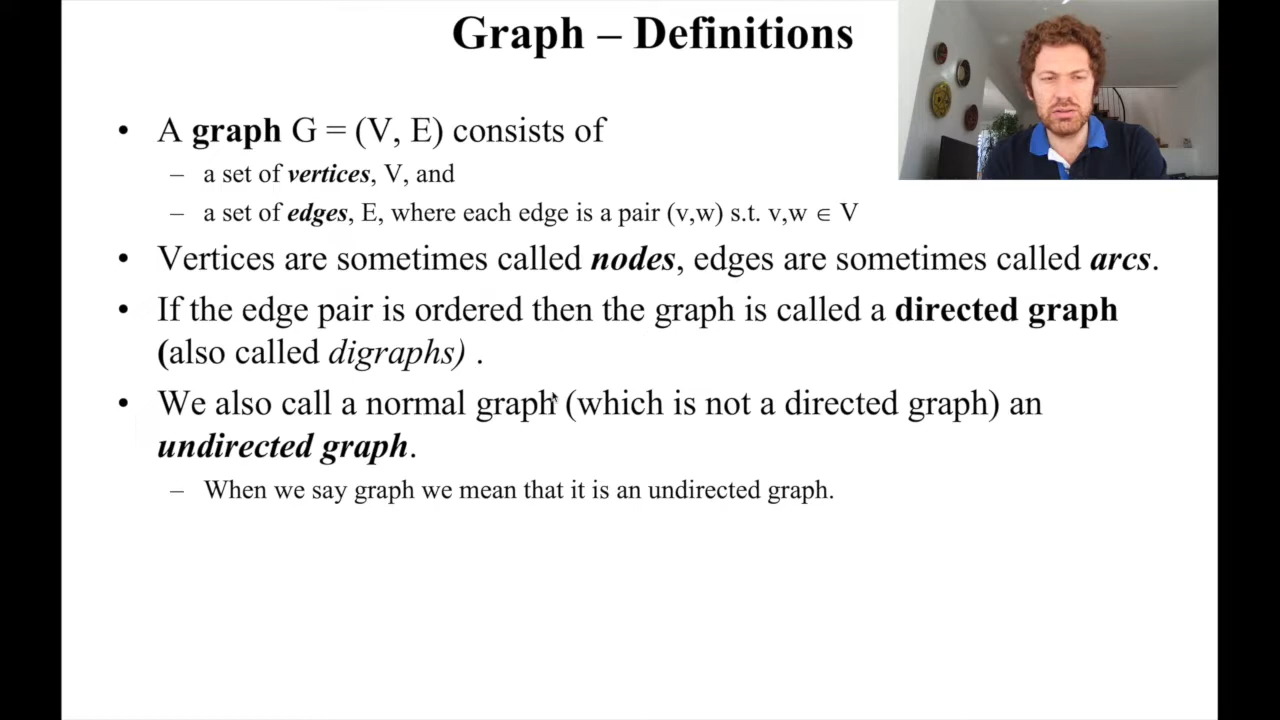 Graph – Definitions
• A graph G = (V, E) consists of
– a set of vertices, V, and
– a set of edges, E, where each edge is a pair (v,w) s.t. v,w ∈ V
• Vertices are sometimes called nodes, edges are sometimes called arcs.
• If the edge pair is ordered then the graph is called a directed graph
(also called digraphs) .
• We also call a normal graph (which is not a directed graph) an
undirected graph.
– When we say graph we mean that it is an undirected graph.